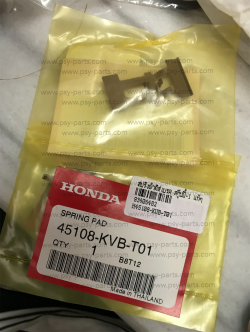 www.psy-parts.com
HONDA
SPRING PAD
45108-KVB-T01
QTY. 1 B8T12
Made in THAILAND